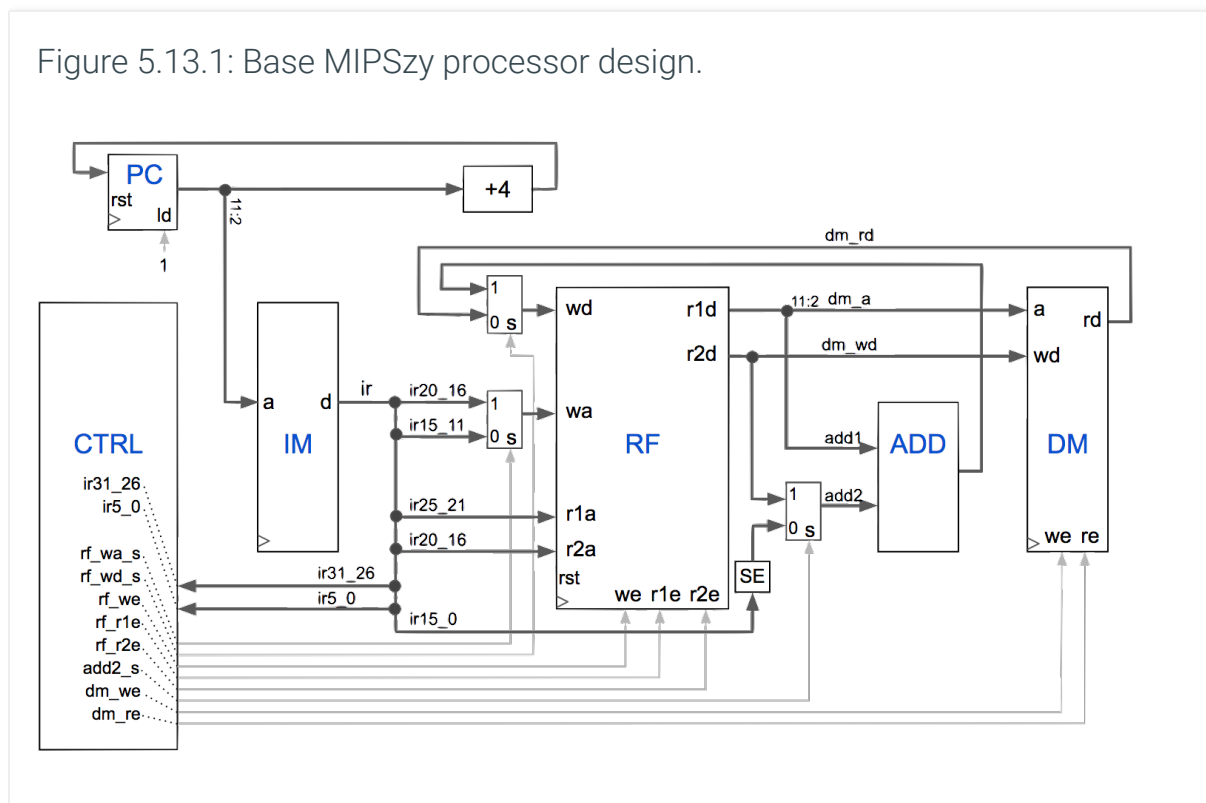 Figure 5.13.1: Base MIPSzy processor design.
PC
rst
ld
1
11:2
+4
dm_rd
1
0 s
wd
r1d
11:2 dm_a
a
rd
r2d
dm_wd
wd
a
d
ir
ir20_16
1
wa
ir15_11
0 s
CTRL
IM
RF
add1
ADD
DM
ir31_26
ir5_0
ir25_21
r1a
1
add2
0 s
ir20_16
r2a
we re
rf_wa_s
rf_wd_s
rf_we
rf_r1e
rf_r2e
add2_s
dm_we
dm_re
ir31_26
rst
SE
ir5_0
we r1e r2e
ir15_0